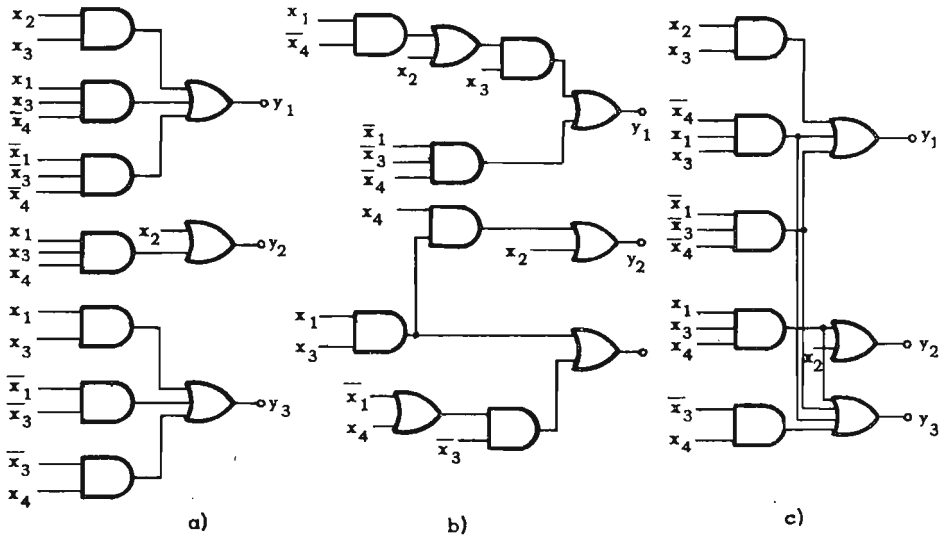 x₂
x₃
x₁
x₃
x̅₄
x̅₁
x̅₃
x̅₄
y₁
x₁
x₃
x₄
x₂
y₂
x₁
x₃
x̅₁
x̅₃
x̅₃
x₄
y₃
a)
x₁
x̅₄
x₂
x₃
x̅₁
x̅₃
x̅₄
y₁
x₄
x₂
y₂
x₁
x₃
x̅₁
x₄
x̅₃
b)
x₂
x₃
x̅₄
x₁
x₃
x̅₁
x̅₃
x̅₄
y₁
x₁
x₃
x₄
x₂
y₂
x̅₃
x₄
y₃
c)